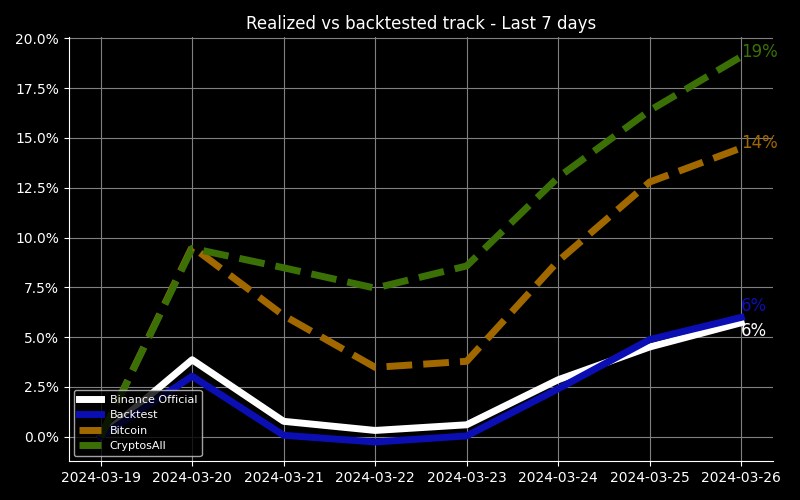 Realized vs backtested track - Last 7 days
20.0%
17.5%
15.0%
12.5%
10.0%
7.5%
5.0%
2.5%
0.0%
19%
14%
6%
6%
Binance Official
Backtest
Bitcoin
CryptosAll
2024-03-19 2024-03-20 2024-03-21 2024-03-22 2024-03-23 2024-03-24 2024-03-25 2024-03-26